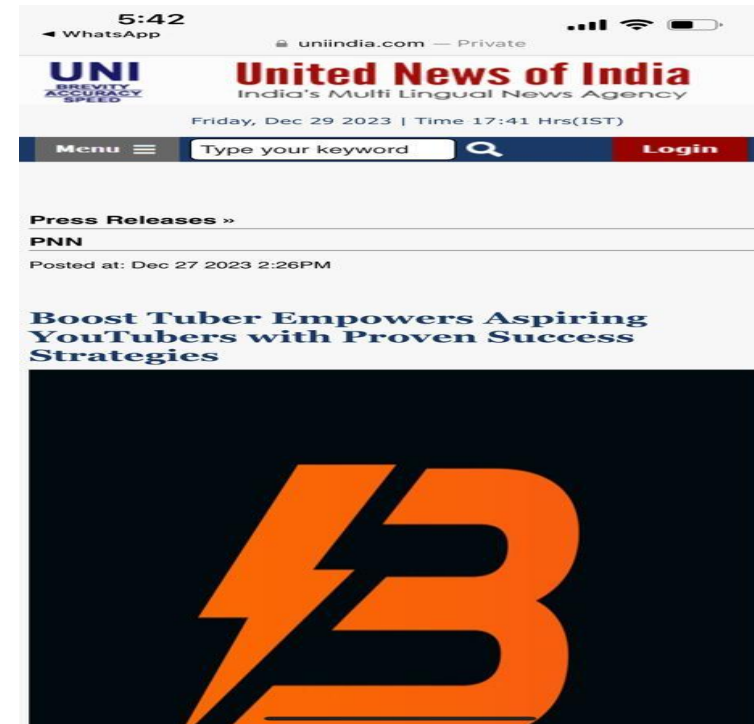 5:42
◄ WhatsApp
uniindia.com — Private
UNI
BREVITY
ACCURACY
SPEED
United News of India
India's Multi Lingual News Agency
Friday, Dec 29 2023 | Time 17:41 Hrs(IST)
Menu
Type your keyword
Login
Press Releases »
PNN
Posted at: Dec 27 2023 2:26PM
Boost Tuber Empowers Aspiring
YouTubers with Proven Success
Strategies
B